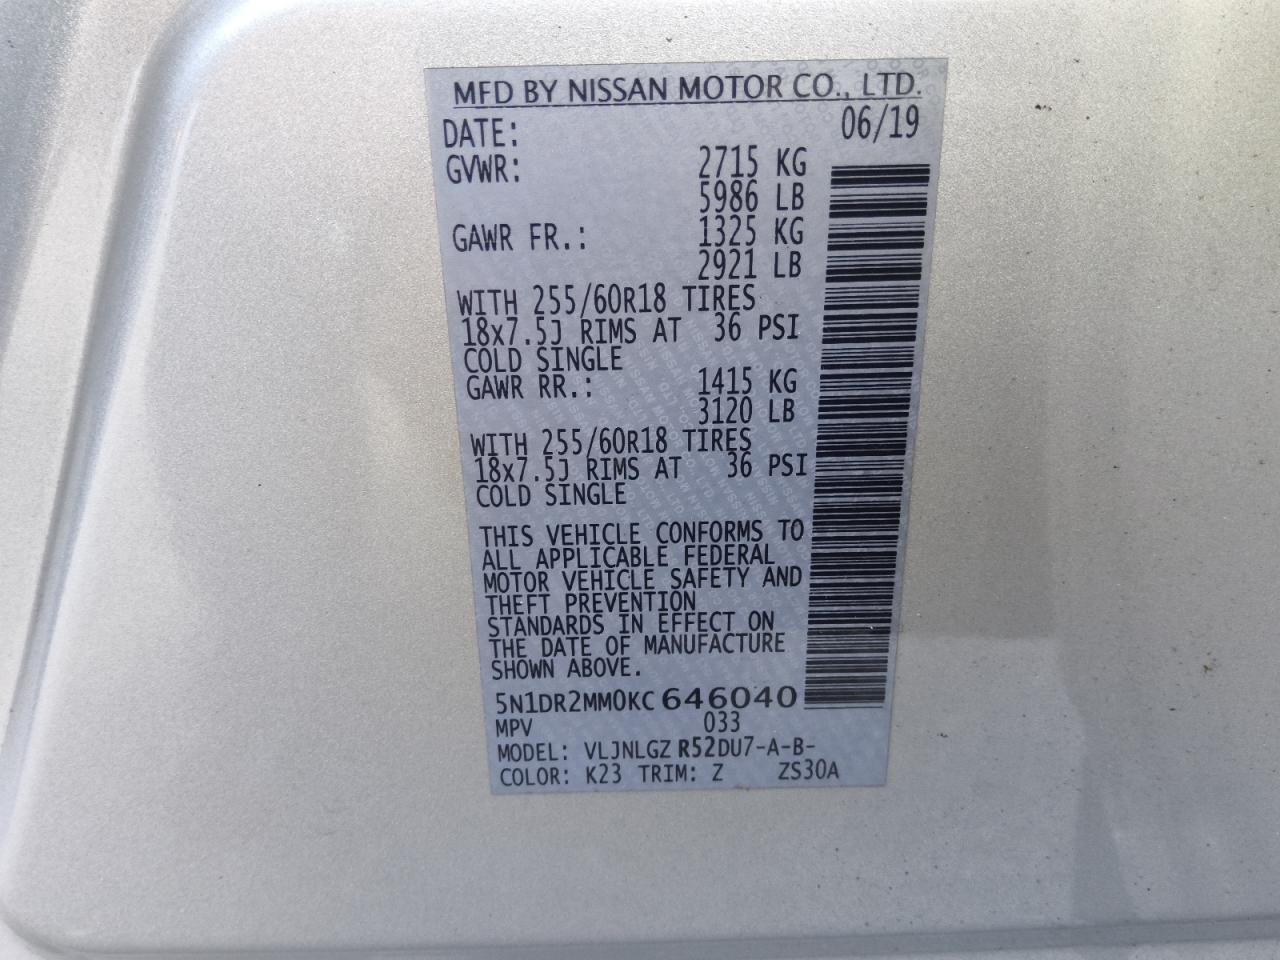 MFD BY NISSAN MOTOR CO., LTD.
DATE: 06/19
GVWR: 2715 KG
5986 LB
GAWR FR.: 1325 KG
2921 LB
WITH 255/60R18 TIRES
18x7.5J RIMS AT 36 PSI
COLD SINGLE
GAWR RR.: 1415 KG
3120 LB
WITH 255/60R18 TIRES
18x7.5J RIMS AT 36 PSI
COLD SINGLE
THIS VEHICLE CONFORMS TO
ALL APPLICABLE FEDERAL
MOTOR VEHICLE SAFETY AND
THEFT PREVENTION
STANDARDS IN EFFECT ON
THE DATE OF MANUFACTURE
SHOWN ABOVE.
5N1DR2MM0KC646040
MPV 033
MODEL: VLJNLGZ R52DU7-A-B-
COLOR: K23 TRIM: Z ZS30A